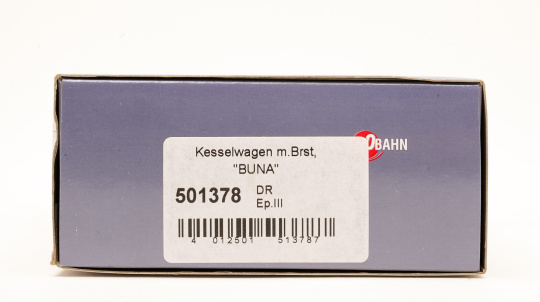 Kesselwagen m.Brst,
"BUNA"
501378
DR
Ep.III
4 012501 513787
BAHN